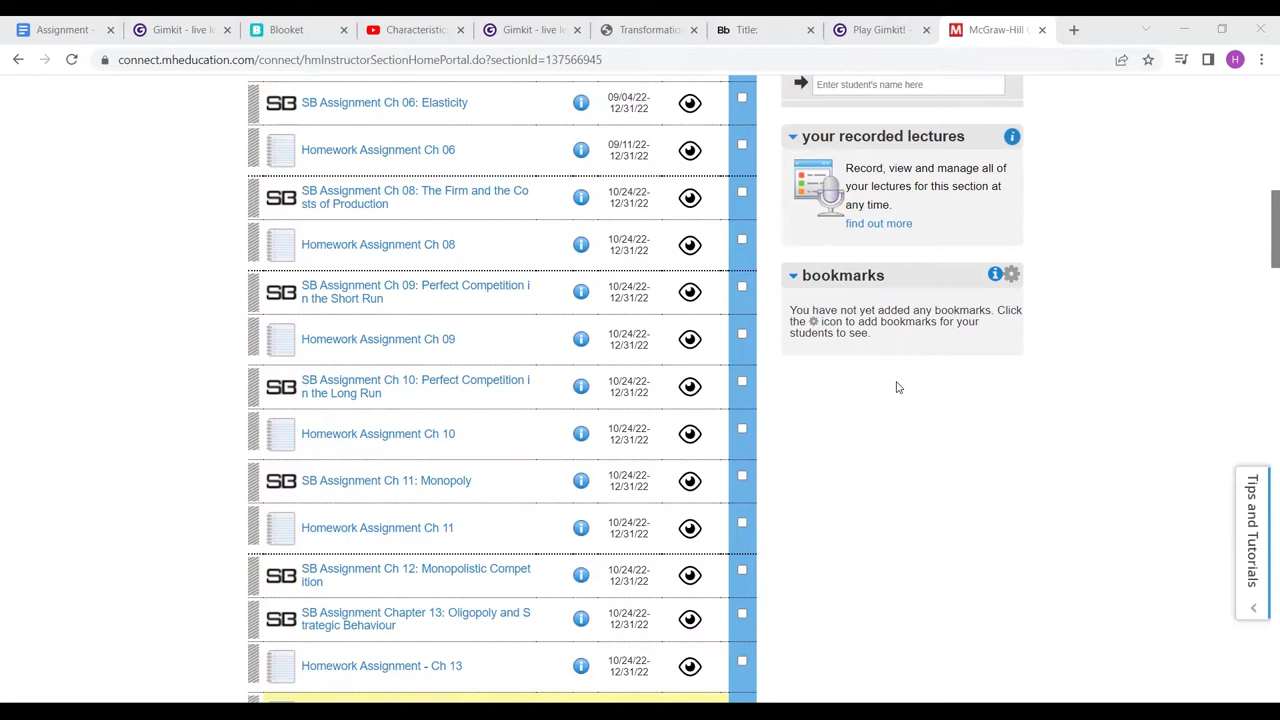 Assignment -
Gimkit - live le
Blooket
Characteristic
Gimkit - live le
Transformatio
Bb Title:
Play Gimkit! -
M McGraw-Hill C
connect.mheducation.com/connect/hmInstructorSectionHomePortal.do?sectionId=137566945
H
SB SB Assignment Ch 06: Elasticity
09/04/22-
12/31/22
Homework Assignment Ch 06
09/11/22-
12/31/22
SB SB Assignment Ch 08: The Firm and the Co
sts of Production
10/24/22-
12/31/22
Homework Assignment Ch 08
10/24/22-
12/31/22
SB SB Assignment Ch 09: Perfect Competition i
n the Short Run
10/24/22-
12/31/22
Homework Assignment Ch 09
10/24/22-
12/31/22
SB SB Assignment Ch 10: Perfect Competition i
n the Long Run
10/24/22-
12/31/22
Homework Assignment Ch 10
10/24/22-
12/31/22
SB SB Assignment Ch 11: Monopoly
10/24/22-
12/31/22
Homework Assignment Ch 11
10/24/22-
12/31/22
SB SB Assignment Ch 12: Monopolistic Compet
ition
10/24/22-
12/31/22
SB SB Assignment Chapter 13: Oligopoly and S
trategic Behaviour
10/24/22-
12/31/22
Homework Assignment - Ch 13
10/24/22-
12/31/22
Enter student's name here
your recorded lectures
Record, view and manage all of
your lectures for this section at
any time.
find out more
bookmarks
You have not yet added any bookmarks. Click
the icon to add bookmarks for your
students to see.
Tips and Tutorials